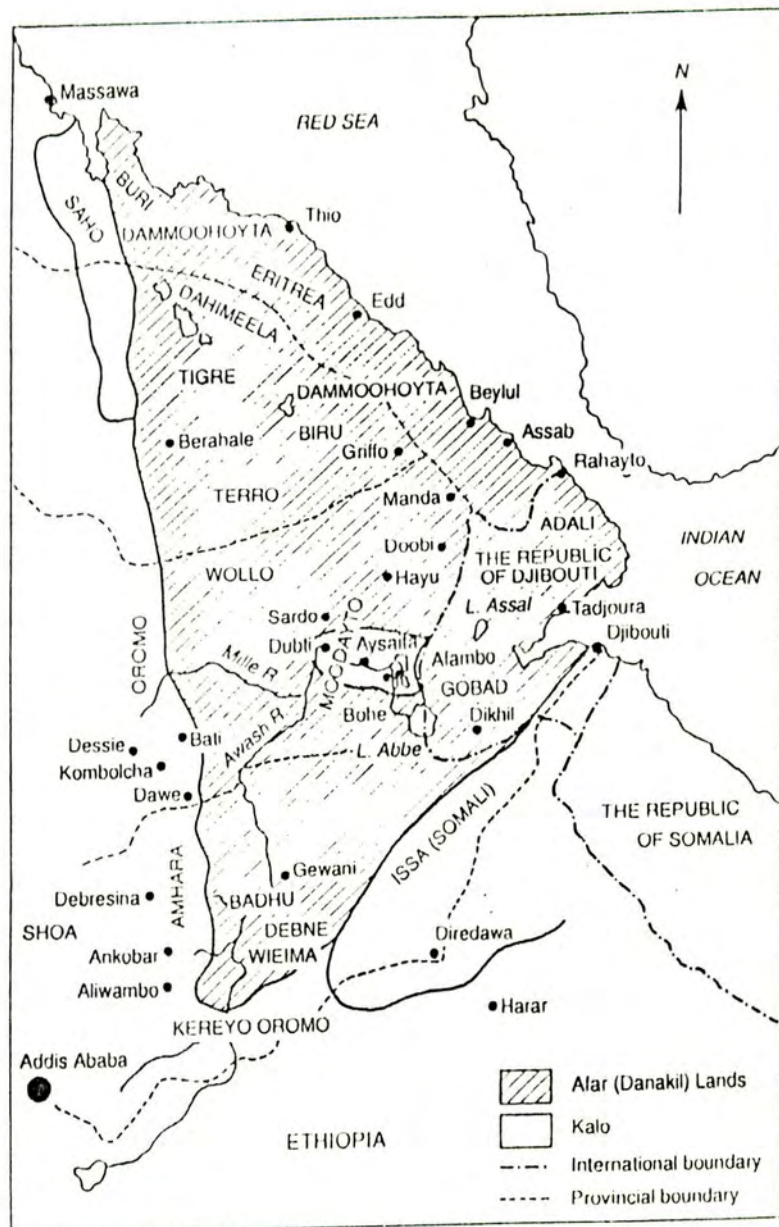 Massawa
N
RED SEA
BURI
SAHO
Thio
DAMMOOHOYTA
ERITREA
DAHIMEELA
Edd
TIGRE
DAMMOOHOYTA
Beylul
BIRU
Assab
Berahale
Griffo
Rahayto
TERRO
Manda
ADALI
INDIAN
OCEAN
Doobi
THE REPUBLIC
OF DJIBOUTI
WOLLO
Hayu
L. Assal
Sardo
Tadjoura
MOODAYTO
Djibouti
Dubti
Aysaita
OROMO
Mille R.
Alambo
GOBAD
Bohe
Dikhil
Awash R.
Bati
Dessie
L. Abbe
Kombolcha
Dawe
ISSA (SOMALI)
THE REPUBLIC
OF SOMALIA
Gewani
AMHARA
Debresina
BADHU
SHOA
DEBNE
WIEIMA
Diredawa
Ankobar
Aliwambo
Harar
KEREYO OROMO
Addis Ababa
ETHIOPIA
Afar (Danakil) Lands
Kalo
International boundary
Provincial boundary